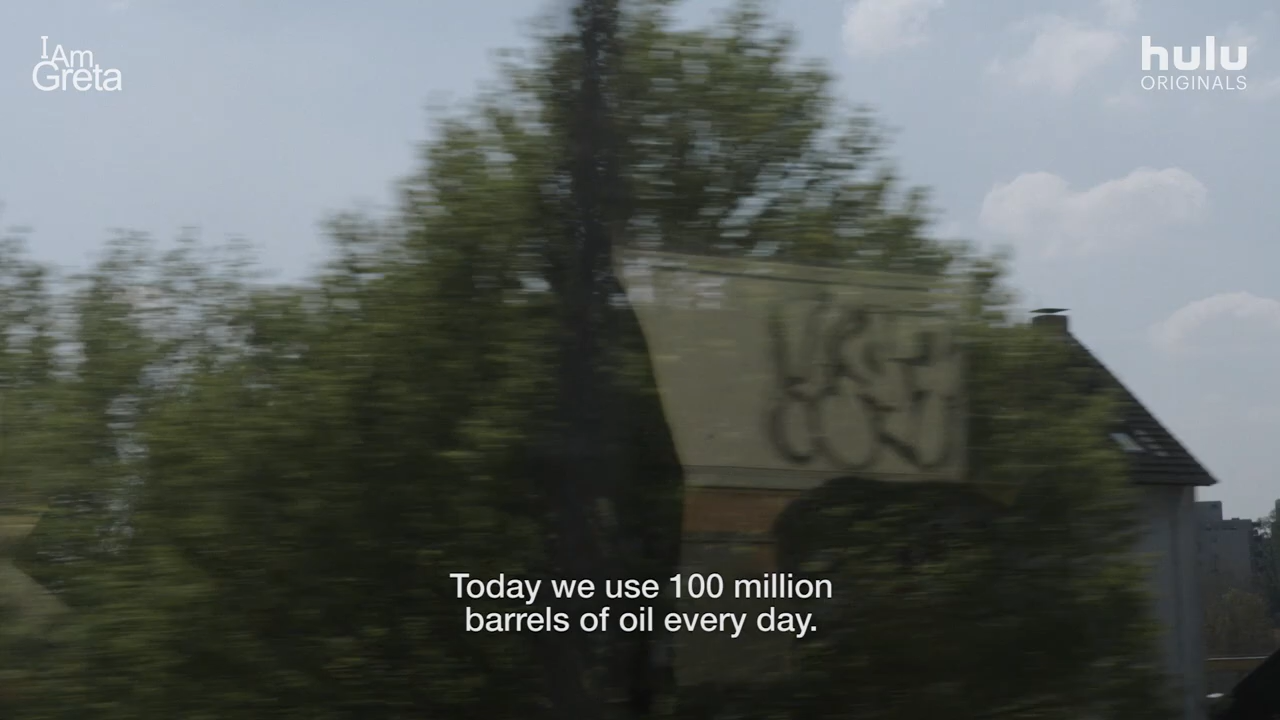 I Am
Greta
hulu
ORIGINALS
Today we use 100 million
barrels of oil every day.